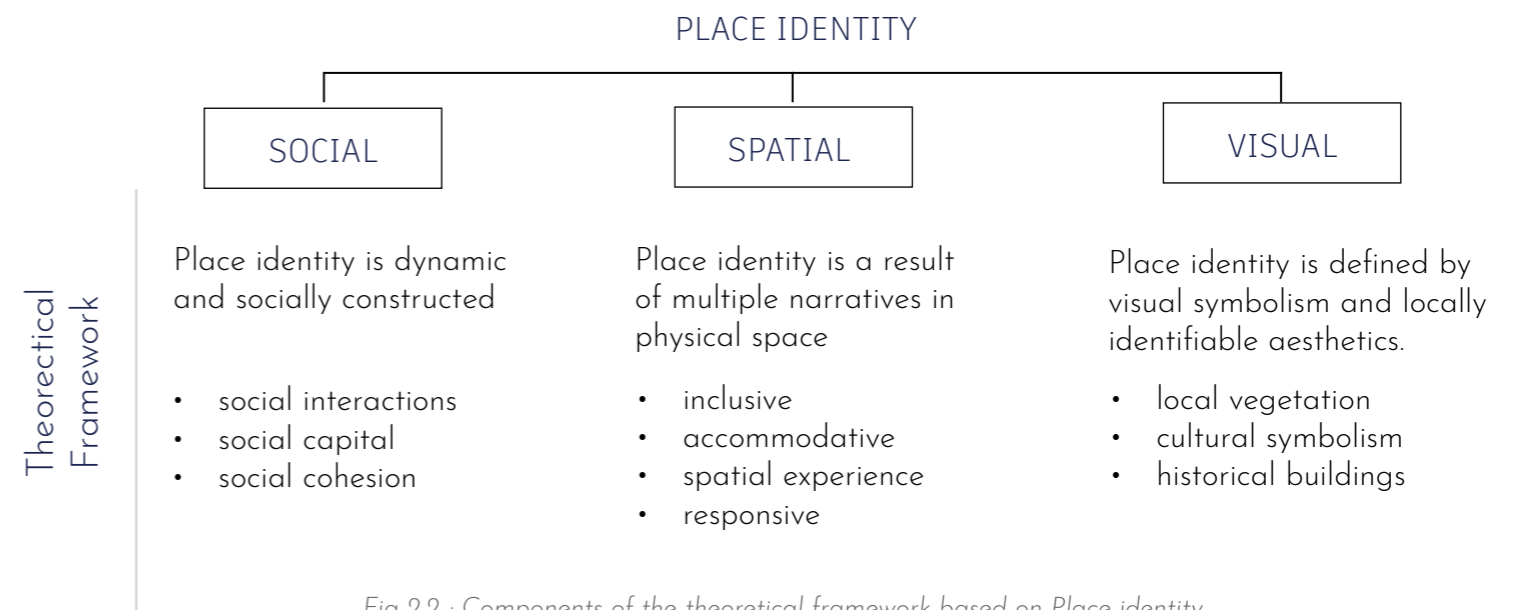 PLACE IDENTITY
SOCIAL
SPATIAL
VISUAL
Theorectical
Framework
Place identity is dynamic
and socially constructed
• social interactions
• social capital
• social cohesion
Place identity is a result
of multiple narratives in
physical space
• inclusive
• accommodative
• spatial experience
• responsive
Place identity is defined by
visual symbolism and locally
identifiable aesthetics.
• local vegetation
• cultural symbolism
• historical buildings
Fig 2.2 : Components of the theoretical framework based on Place identity